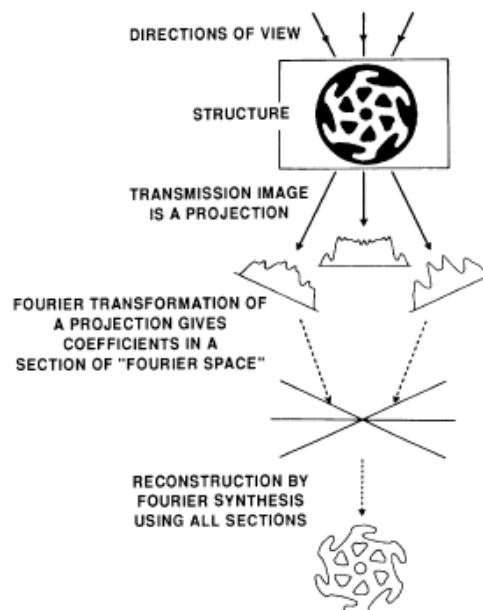 DIRECTIONS OF VIEW
STRUCTURE
TRANSMISSION IMAGE
IS A PROJECTION
FOURIER TRANSFORMATION OF
A PROJECTION GIVES
COEFFICIENTS IN A
SECTION OF "FOURIER SPACE"
RECONSTRUCTION BY
FOURIER SYNTHESIS
USING ALL SECTIONS